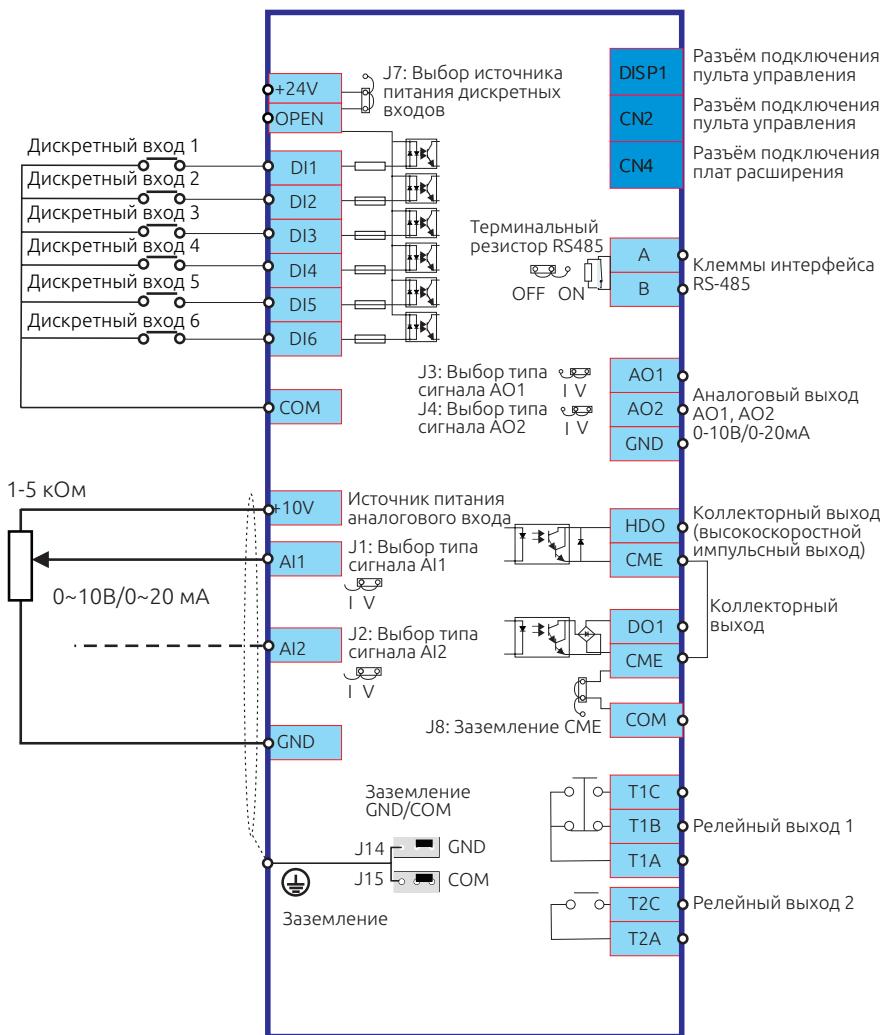 +24V
OPEN
J7: Выбор источника
питания дискретных
входов
Дискретный вход 1
DI1
Дискретный вход 2
DI2
Дискретный вход 3
DI3
Дискретный вход 4
DI4
Дискретный вход 5
DI5
Дискретный вход 6
DI6
COM
1-5 кОм
+10V
Источник питания
аналогового входа
AI1
J1: Выбор типа
сигнала AI1
I V
0~10В/0~20 мА
AI2
J2: Выбор типа
сигнала AI2
I V
GND
Заземление
GND/COM
J14
GND
J15
COM
Заземление
DISP1
Разъём подключения
пульта управления
CN2
Разъём подключения
пульта управления
CN4
Разъём подключения
плат расширения
Терминальный
резистор RS485
OFF ON
A
B
Клеммы интерфейса
RS-485
J3: Выбор типа
сигнала AO1
I V
J4: Выбор типа
сигнала AO2
I V
AO1
AO2
GND
Аналоговый выход
AO1, AO2
0-10В/0-20мА
HDO
CME
Коллекторный выход
(высокоскоростной
импульсный выход)
DO1
CME
Коллекторный
выход
J8: Заземление CME
COM
T1C
T1B
T1A
Релейный выход 1
T2C
T2A
Релейный выход 2